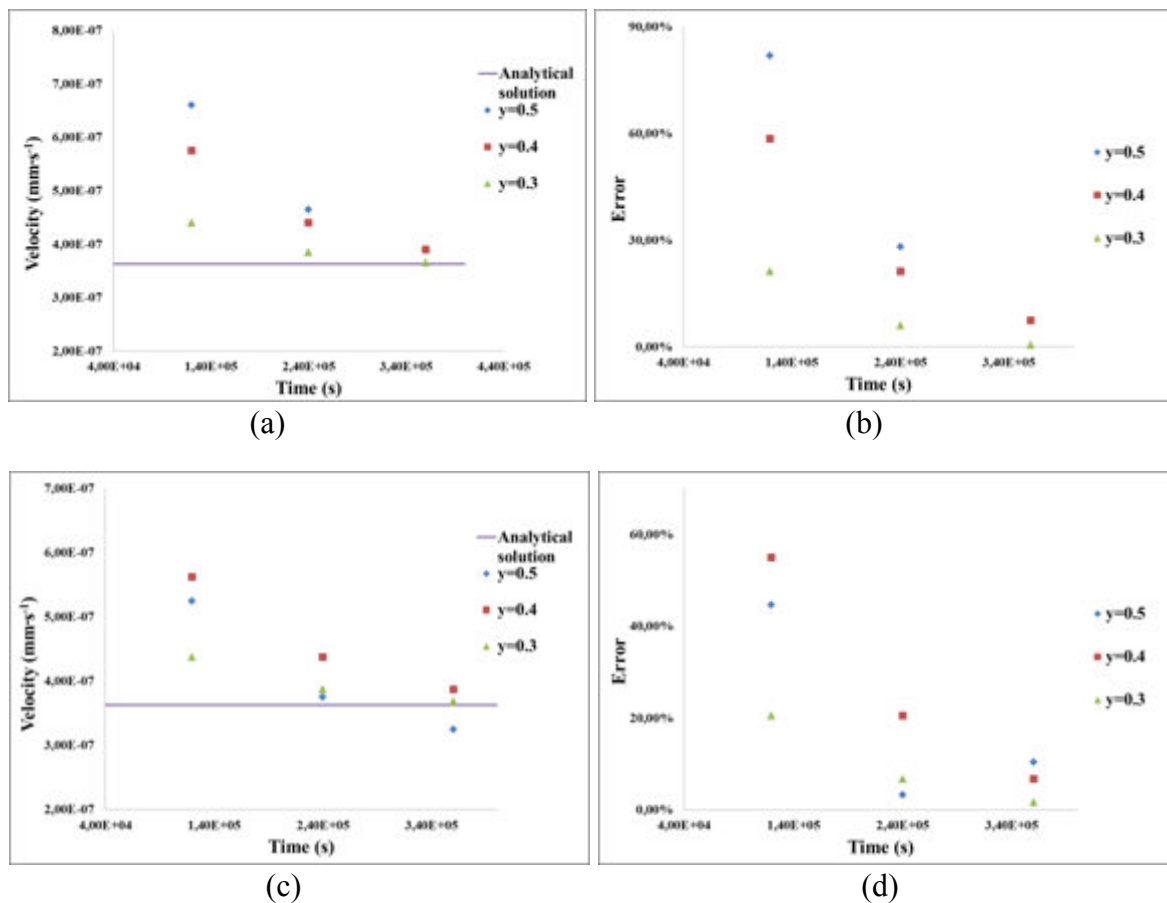 8,00E-07
7,00E-07
6,00E-07
5,00E-07
4,00E-07
3,00E-07
2,00E-07
Velocity (mm·s-1)
4,00E+04 1,40E+05 2,40E+05 3,40E+05 4,40E+05
Time (s)
Analytical
solution
y=0.5
y=0.4
y=0.3
(a)
90,00%
60,00%
30,00%
0,00%
Error
4,00E+04 1,40E+05 2,40E+05 3,40E+05
Time (s)
y=0.5
y=0.4
y=0.3
(b)
7,00E-07
6,00E-07
5,00E-07
4,00E-07
3,00E-07
2,00E-07
Velocity (mm·s-1)
4,00E+04 1,40E+05 2,40E+05 3,40E+05
Time (s)
Analytical
solution
y=0.5
y=0.4
y=0.3
(c)
60,00%
40,00%
20,00%
0,00%
Error
4,00E+04 1,40E+05 2,40E+05 3,40E+05
Time (s)
y=0.5
y=0.4
y=0.3
(d)